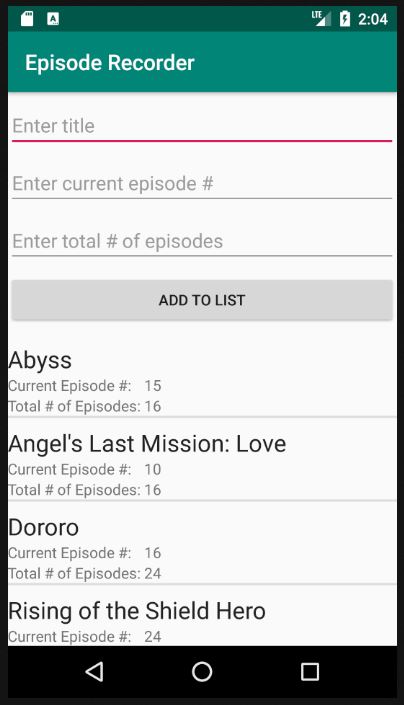 LTE 2:04
Episode Recorder
Enter title
Enter current episode #
Enter total # of episodes
ADD TO LIST
Abyss
Current Episode #: 15
Total # of Episodes: 16
Angel's Last Mission: Love
Current Episode #: 10
Total # of Episodes: 16
Dororo
Current Episode #: 16
Total # of Episodes: 24
Rising of the Shield Hero
Current Episode #: 24